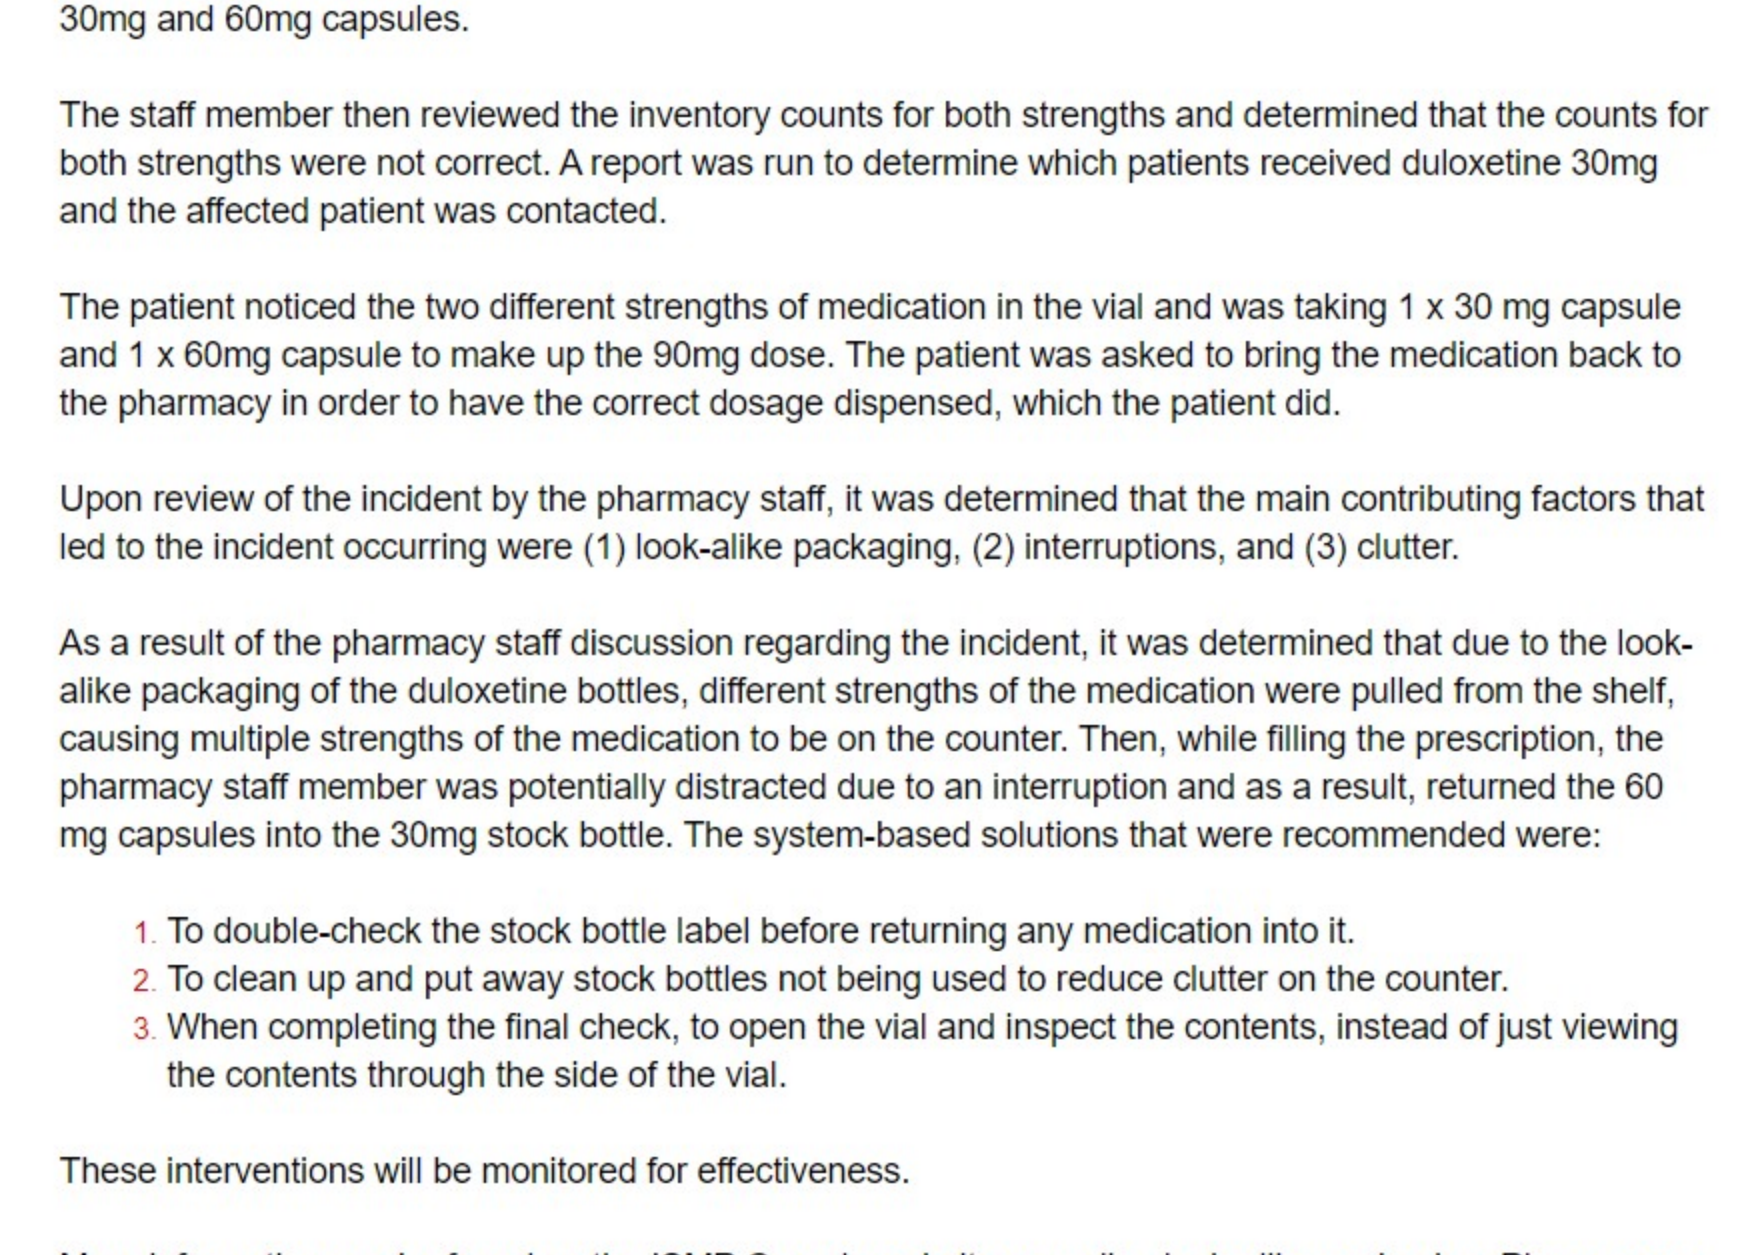 30mg and 60mg capsules.
The staff member then reviewed the inventory counts for both strengths and determined that the counts for
both strengths were not correct. A report was run to determine which patients received duloxetine 30mg
and the affected patient was contacted.
The patient noticed the two different strengths of medication in the vial and was taking 1 x 30 mg capsule
and 1 x 60mg capsule to make up the 90mg dose. The patient was asked to bring the medication back to
the pharmacy in order to have the correct dosage dispensed, which the patient did.
Upon review of the incident by the pharmacy staff, it was determined that the main contributing factors that
led to the incident occurring were (1) look-alike packaging, (2) interruptions, and (3) clutter.
As a result of the pharmacy staff discussion regarding the incident, it was determined that due to the look-
alike packaging of the duloxetine bottles, different strengths of the medication were pulled from the shelf,
causing multiple strengths of the medication to be on the counter. Then, while filling the prescription, the
pharmacy staff member was potentially distracted due to an interruption and as a result, returned the 60
mg capsules into the 30mg stock bottle. The system-based solutions that were recommended were:
1. To double-check the stock bottle label before returning any medication into it.
2. To clean up and put away stock bottles not being used to reduce clutter on the counter.
3. When completing the final check, to open the vial and inspect the contents, instead of just viewing
the contents through the side of the vial.
These interventions will be monitored for effectiveness.